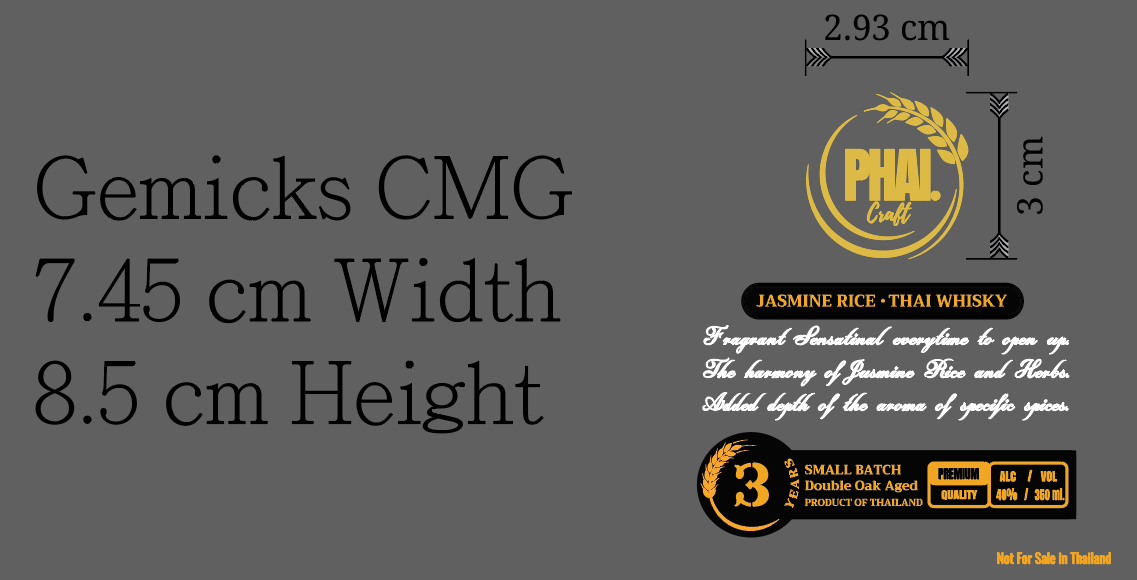 Gemicks CMG
7.45 cm Width
8.5 cm Height
2.93 cm
3 cm
PHAI.
Craft
JASMINE RICE • THAI WHISKY
Fragrant Sensatinal everytime to open up.
The harmony of Jasmine Rice and Herbs.
Added depth of the aroma of specific spices.
3 YEARS
SMALL BATCH
Double Oak Aged
PRODUCT OF THAILAND
PREMIUM
QUALITY
ALC / VOL
40% / 350 ml.
Not For Sale in Thailand